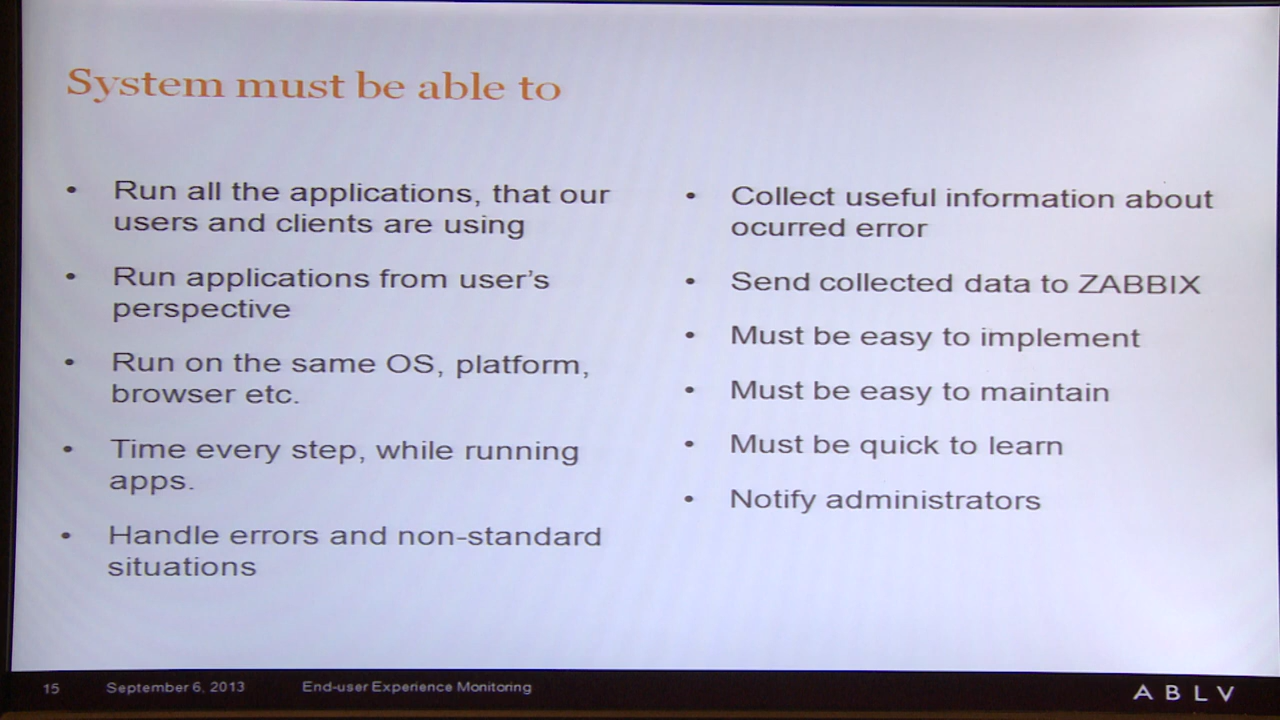 System must be able to
• Run all the applications, that our
users and clients are using
• Run applications from user's
perspective
• Run on the same OS, platform,
browser etc.
• Time every step, while running
apps.
• Handle errors and non-standard
situations
• Collect useful information about
ocurred error
• Send collected data to ZABBIX
• Must be easy to implement
• Must be easy to maintain
• Must be quick to learn
• Notify administrators
15 September 6, 2013 End-user Experience Monitoring
ABLV